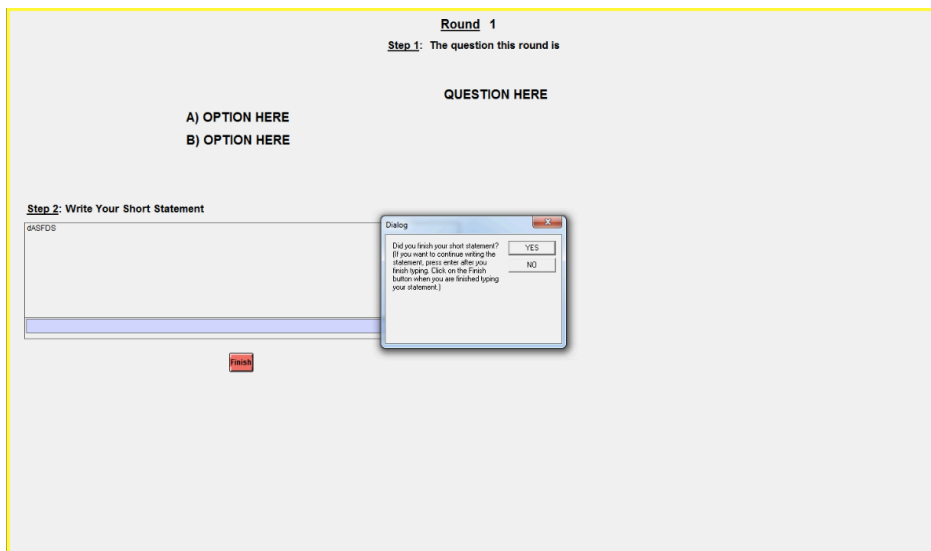 Round 1
Step 1: The question this round is
QUESTION HERE
A) OPTION HERE
B) OPTION HERE
Step 2: Write Your Short Statement
dASFDS
Dialog
Did you finish your short statement?
(If you want to continue writing the
statement, press enter after you
finish typing. Click on the Finish
button when you are finished typing
your statement.)
YES
NO
Finish